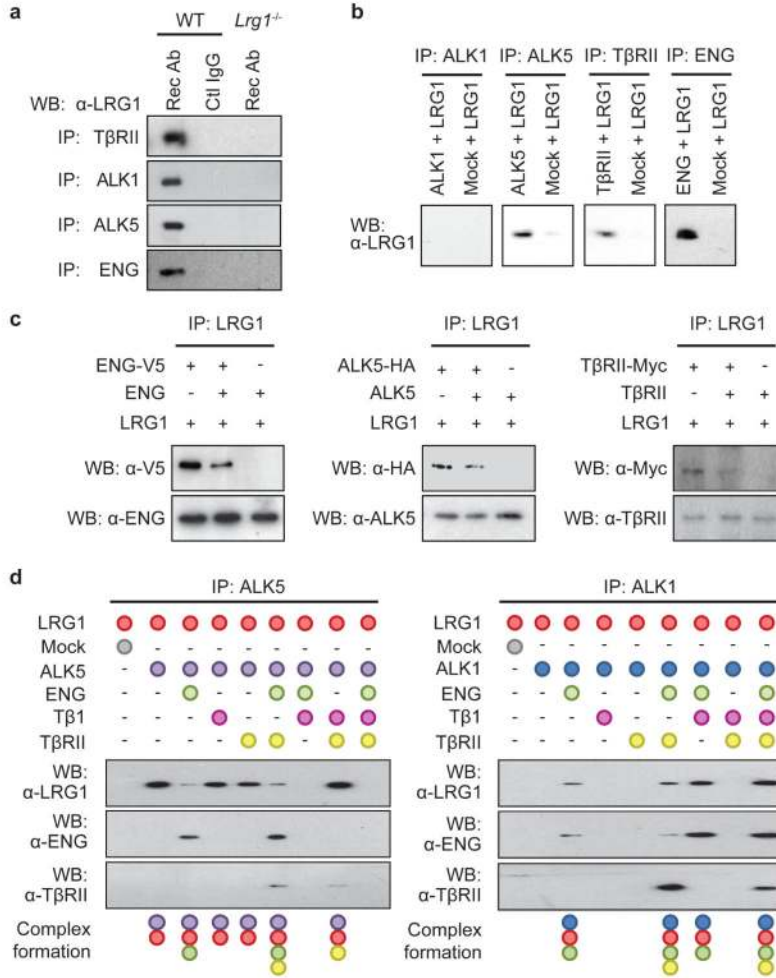 a
WT Lrg1-/-
Rec Ab
Ctl IgG
Rec Ab
WB: α-LRG1
IP: TβRII
IP: ALK1
IP: ALK5
IP: ENG
b
IP: ALK1 IP: ALK5 IP: TβRII IP: ENG
ALK1 + LRG1
Mock + LRG1
ALK5 + LRG1
Mock + LRG1
TβRII + LRG1
Mock + LRG1
ENG + LRG1
Mock + LRG1
WB:
α-LRG1
c
IP: LRG1
ENG-V5 + + -
ENG - + +
LRG1 + + +
WB: α-V5
WB: α-ENG
IP: LRG1
ALK5-HA + + -
ALK5 - + +
LRG1 + + +
WB: α-HA
WB: α-ALK5
IP: LRG1
TβRII-Myc + + -
TβRII - + +
LRG1 + + +
WB: α-Myc
WB: α-TβRII
d
IP: ALK5
LRG1
Mock - - - - - - - -
ALK5 -
ENG - - - - - -
Tβ1 - - - - -
TβRII - - - - -
WB:
α-LRG1
WB:
α-ENG
WB:
α-TβRII
Complex
formation
IP: ALK1
LRG1
Mock - - - - - - - -
ALK1 -
ENG - - - - - -
Tβ1 - - - - -
TβRII - - - - -
WB:
α-LRG1
WB:
α-ENG
WB:
α-TβRII
Complex
formation